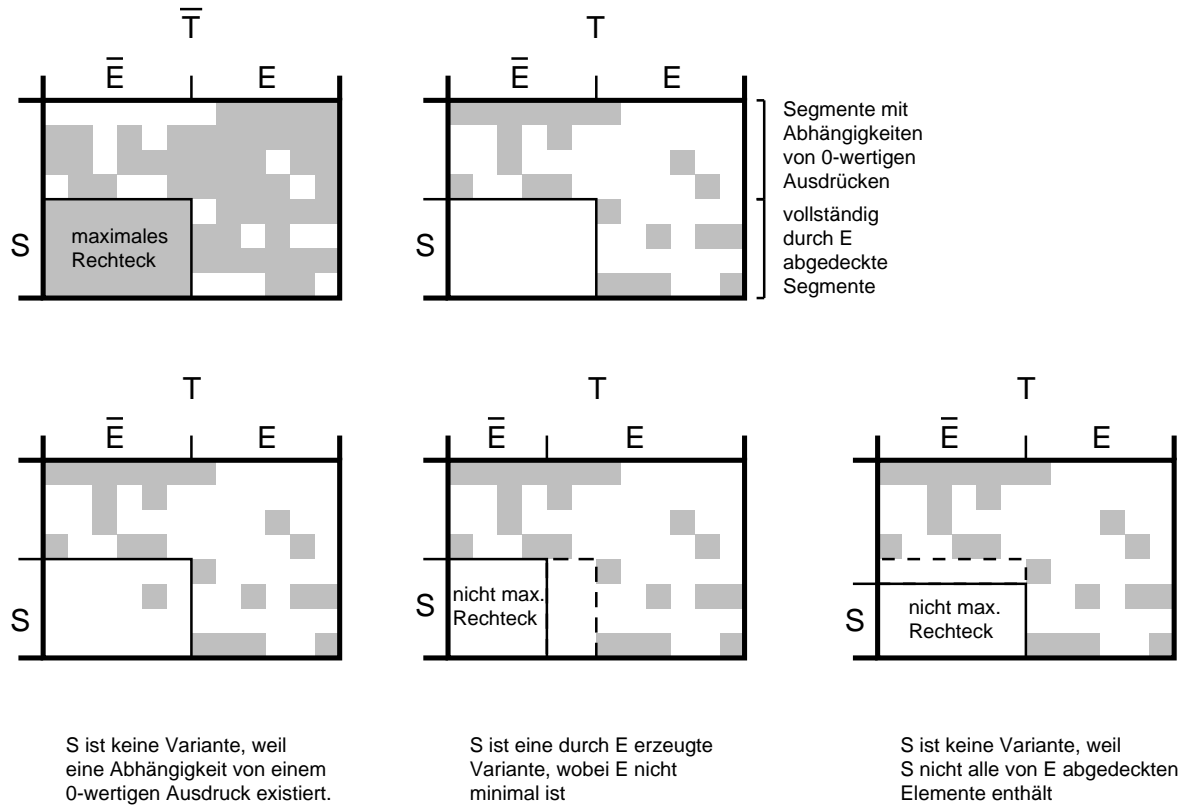 T̅
E̅ E
S
maximales
Rechteck
T
E̅ E
S
Segmente mit
Abhängigkeiten
von 0-wertigen
Ausdrücken
vollständig
durch E
abgedeckte
Segmente
T
E̅ E
S
T
E̅ E
S
nicht max.
Rechteck
T
E̅ E
S
nicht max.
Rechteck
S ist keine Variante, weil
eine Abhängigkeit von einem
0-wertigen Ausdruck existiert.
S ist eine durch E erzeugte
Variante, wobei E nicht
minimal ist
S ist keine Variante, weil
S nicht alle von E abgedeckten
Elemente enthält